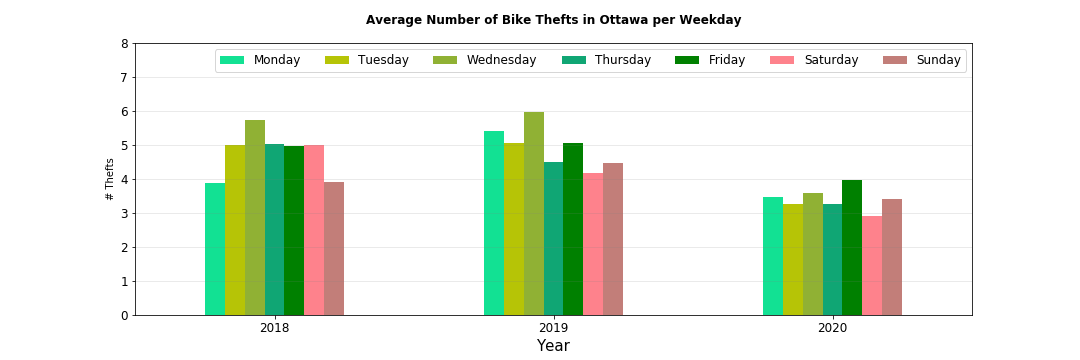 Average Number of Bike Thefts in Ottawa per Weekday
Monday Tuesday Wednesday Thursday Friday Saturday Sunday
8
7
6
5
4
3
2
1
0
# Thefts
2018 2019 2020
Year